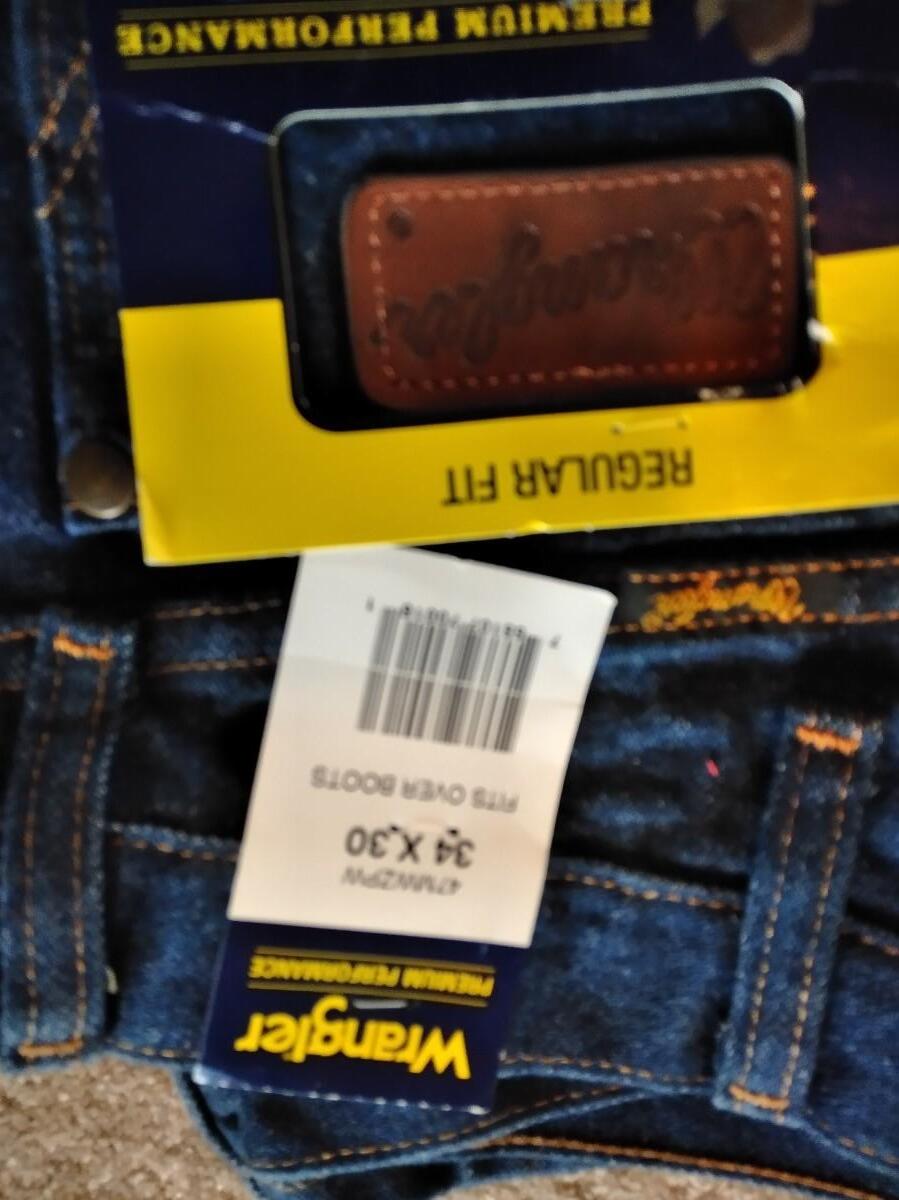 Wrangler
PREMIUM PERFORMANCE
47MWZPW
34 X 30
FITS OVER BOOTS
Wrangler
REGULAR FIT
Wrangler
PREMIUM PERFORMANCE